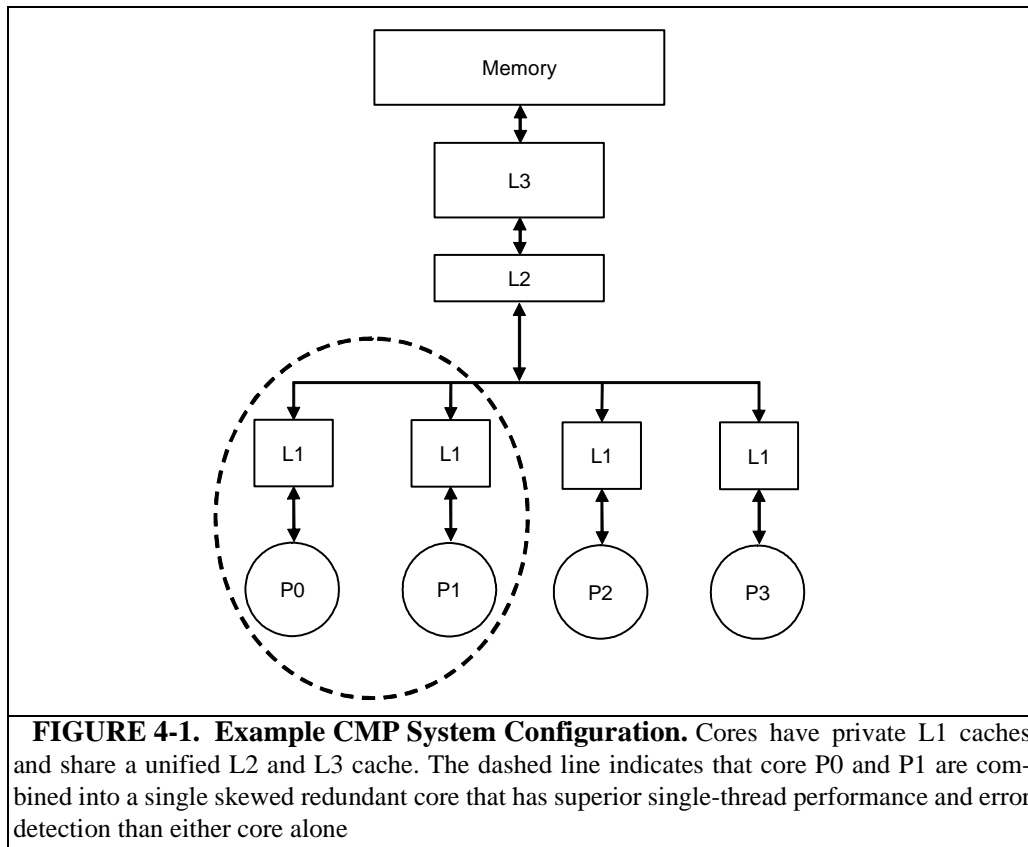 Memory
L3
L2
L1 L1 L1 L1
P0 P1 P2 P3
FIGURE 4-1. Example CMP System Configuration. Cores have private L1 caches
and share a unified L2 and L3 cache. The dashed line indicates that core P0 and P1 are com-
bined into a single skewed redundant core that has superior single-thread performance and error
detection than either core alone